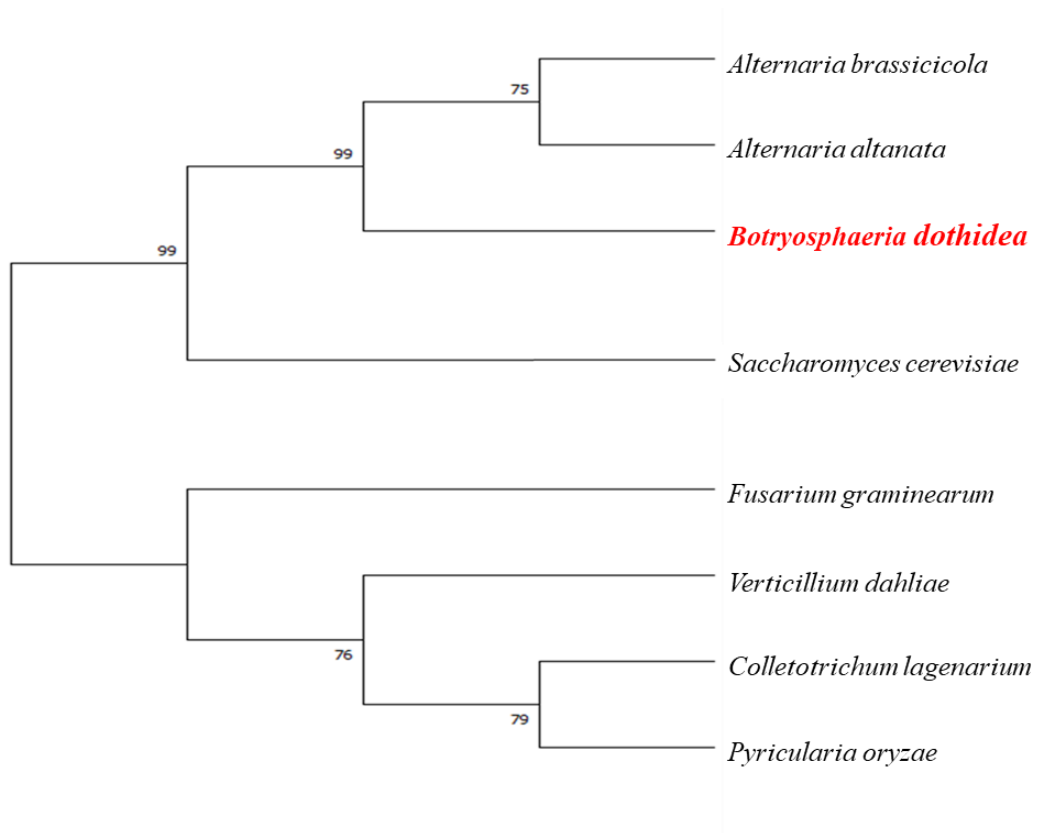 Alternaria brassicicola
75
Alternaria altanata
99
Botryosphaeria dothidea
99
Saccharomyces cerevisiae
Fusarium graminearum
Verticillium dahliae
76
Colletotrichum lagenarium
79
Pyricularia oryzae